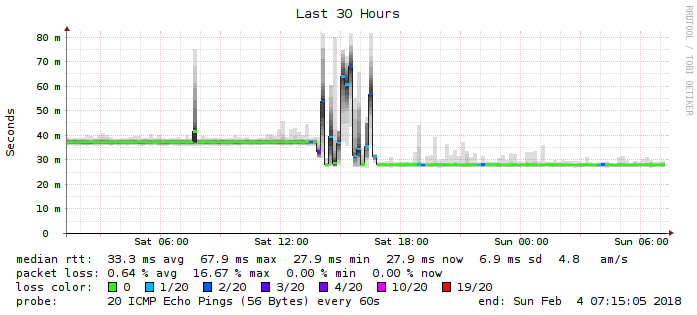 Last 30 Hours
RRDTOOL / TOBI OETIKER
Seconds
80 m
70 m
60 m
50 m
40 m
30 m
20 m
10 m
0
Sat 06:00 Sat 12:00 Sat 18:00 Sun 00:00 Sun 06:00
median rtt: 33.3 ms avg 67.9 ms max 27.9 ms min 27.9 ms now 6.9 ms sd 4.8 am/s
packet loss: 0.64 % avg 16.67 % max 0.00 % min 0.00 % now
loss color: 0 1/20 2/20 3/20 4/20 10/20 19/20
probe: 20 ICMP Echo Pings (56 Bytes) every 60s end: Sun Feb 4 07:15:05 2018